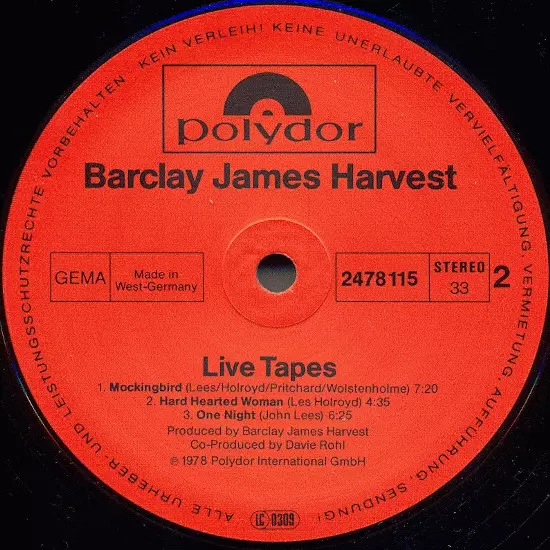 ALLE URHEBER- UND LEISTUNGSSCHUTZRECHTE VORBEHALTEN · KEIN VERLEIH! KEINE UNERLAUBTE VERVIELFÄLTIGUNG, VERMIETUNG, AUFFÜHRUNG, SENDUNG!
polydor
Barclay James Harvest
GEMA
Made in
West-Germany
2478115
STEREO
33
2
Live Tapes
1. Mockingbird (Lees/Holroyd/Pritchard/Wolstenholme) 7:20
2. Hard Hearted Woman (Les Holroyd) 4:35
3. One Night (John Lees) 6:25
Produced by Barclay James Harvest
Co-Produced by Davie Rohl
℗ 1978 Polydor International GmbH
LC 0309